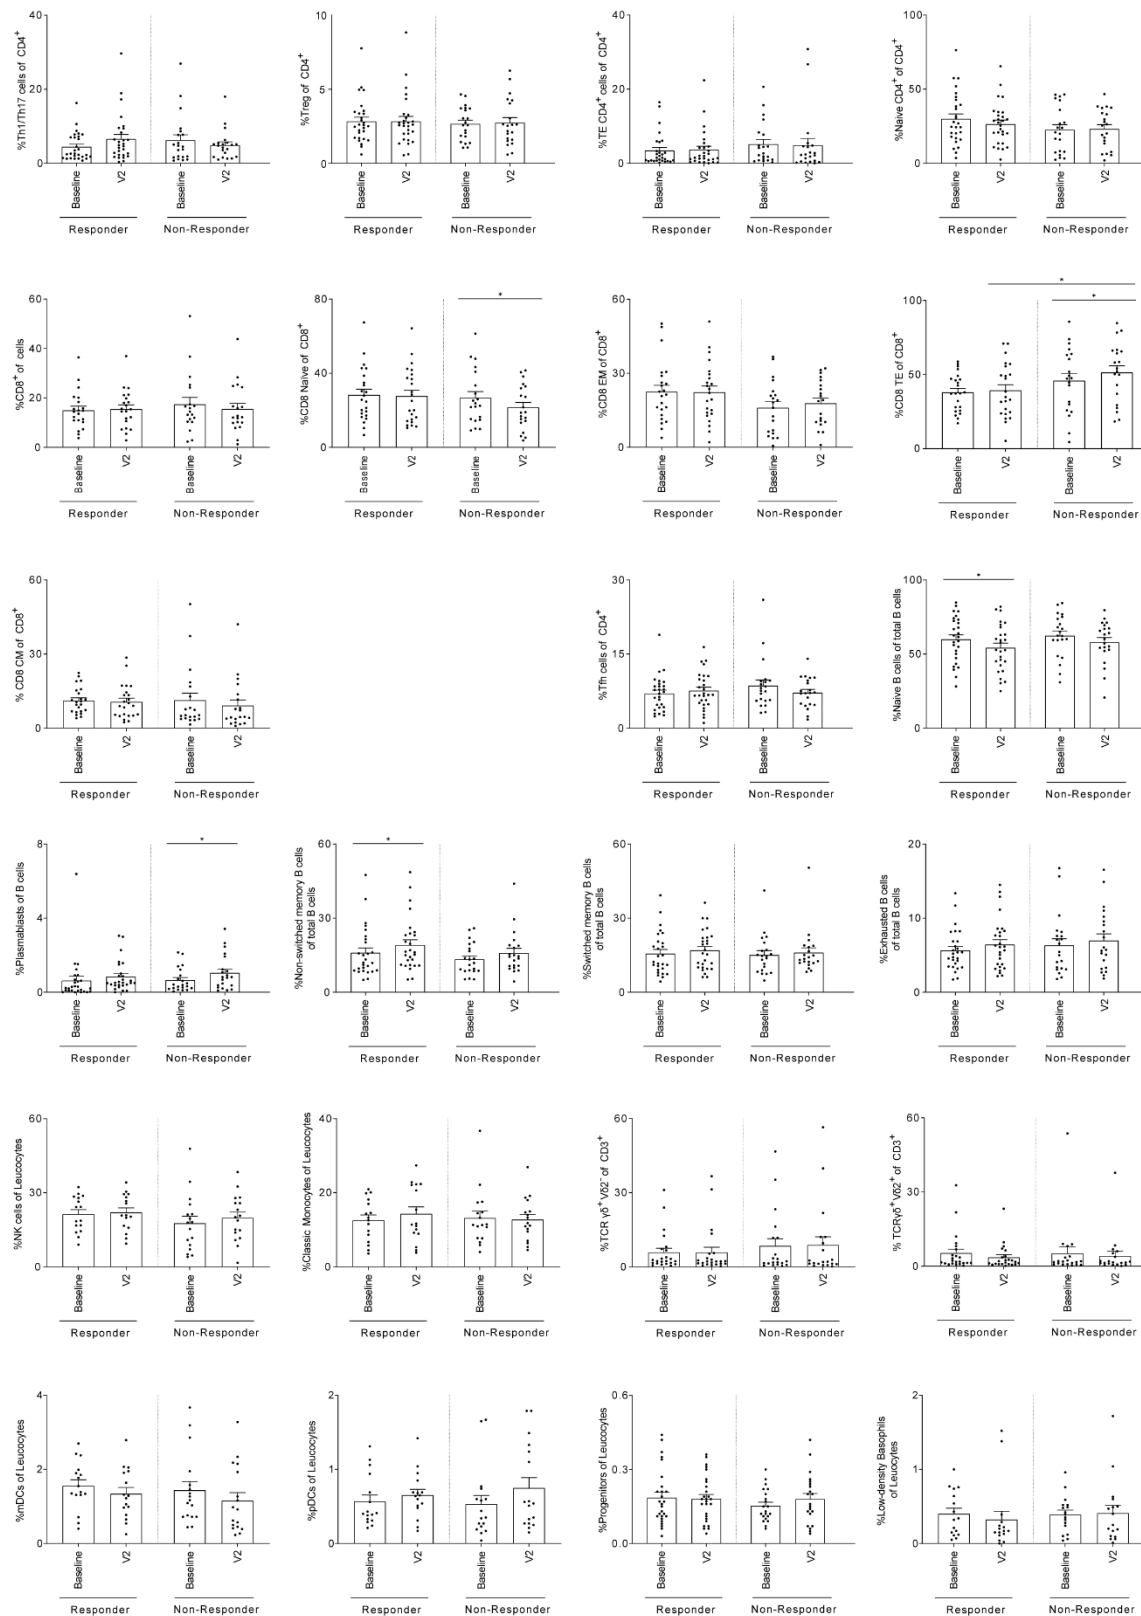 %Th1/Th17 cells of CD4+
40
20
0
Baseline
V2
Baseline
V2
Responder
Non-Responder
%Treg of CD4+
10
5
0
Baseline
V2
Baseline
V2
Responder
Non-Responder
%TE CD4+ cells of CD4+
40
20
0
Baseline
V2
Baseline
V2
Responder
Non-Responder
%Naive CD4+ of CD4+
100
50
0
Baseline
V2
Baseline
V2
Responder
Non-Responder
%CD8+ of cells
60
40
20
0
Baseline
V2
Baseline
V2
Responder
Non-Responder
%CD8 Naïve of CD8+
80
40
0
*
Baseline
V2
Baseline
V2
Responder
Non-Responder
%CD8 EM of CD8+
60
40
20
0
Baseline
V2
Baseline
V2
Responder
Non-Responder
%CD8 TE of CD8+
100
50
0
*
*
Baseline
V2
Baseline
V2
Responder
Non-Responder
% CD8 CM of CD8+
60
30
0
Baseline
V2
Baseline
V2
Responder
Non-Responder
%Tfh cells of CD4+
30
15
0
Baseline
V2
Baseline
V2
Responder
Non-Responder
%Naive B cells of total B cells
100
50
0
*
Baseline
V2
Baseline
V2
Responder
Non-Responder
%Plasmablasts of B cells
8
4
0
*
Baseline
V2
Baseline
V2
Responder
Non-Responder
%Non-switched memory B cells
of total B cells
60
30
0
*
Baseline
V2
Baseline
V2
Responder
Non-Responder
%Switched memory B cells
of total B cells
60
30
0
Baseline
V2
Baseline
V2
Responder
Non-Responder
%Exhausted B cells
of total B cells
20
10
0
Baseline
V2
Baseline
V2
Responder
Non-Responder
%NK cells of Leucocytes
60
30
0
Baseline
V2
Baseline
V2
Responder
Non-Responder
%Classic Monocytes of Leucocytes
40
20
0
Baseline
V2
Baseline
V2
Responder
Non-Responder
%TCR γδ+Vδ2- of CD3+
60
30
0
Baseline
V2
Baseline
V2
Responder
Non-Responder
% TCRγδ+Vδ2+ of CD3+
60
30
0
Baseline
V2
Baseline
V2
Responder
Non-Responder
%mDCs of Leucocytes
4
2
0
Baseline
V2
Baseline
V2
Responder
Non-Responder
%pDCs of Leucocytes
2
1
0
Baseline
V2
Baseline
V2
Responder
Non-Responder
%Progenitors of Leucocytes
0.6
0.3
0.0
Baseline
V2
Baseline
V2
Responder
Non-Responder
%Low-density Basophils
of Leucocytes
2
1
0
Baseline
V2
Baseline
V2
Responder
Non-Responder